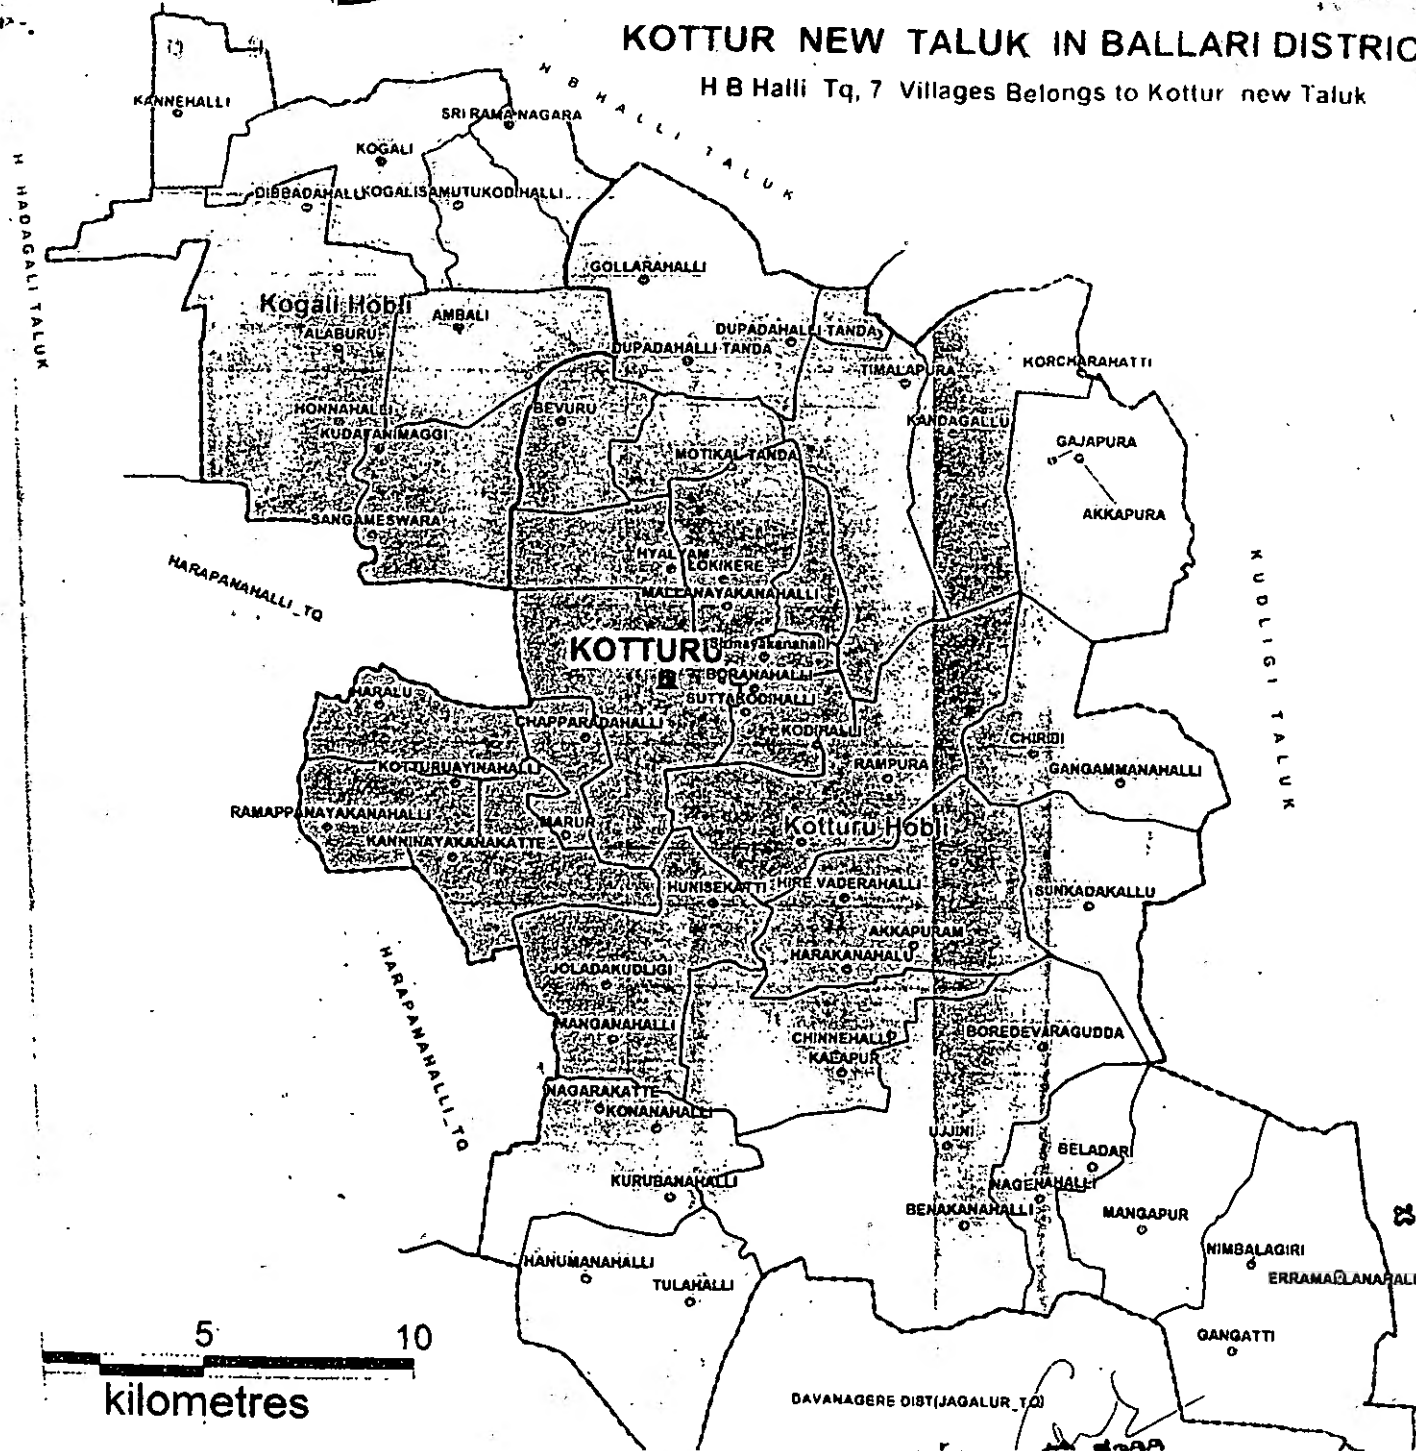 KOTTUR NEW TALUK IN BALLARI DISTRIC
H B Halli Tq, 7 Villages Belongs to Kottur new Taluk
H B HALLI TALUK
KANNEHALLI
SRI RAMA NAGARA
KOGALI
DIBBADAHALLI
KOGALISAMUTUKODIHALLI
H HADAGALI TALUK
GOLLARAHALLI
Kogali Hobli
AMBALI
ALABURU
DUPADAHALLI TANDA
DUPADAHALLI TANDA
TIMALAPURA
KORCHARAHATTI
HONNAHALLI
BEVURU
KANDAGALLU
KUDATANIMAGGI
GAJAPURA
MOTIKAL TANDA
SANGAMESWARA
AKKAPURA
HYALYAM
LOKIKERE
HARAPANAHALLI_TQ
MALLANAYAKANAHALLI
KUDLIGI TALUK
KOTTURU
BORANAHALLI
HARALU
SUTTAKODIHALLI
CHAPPARADAHALLI
KODIHALLI
CHIRIDI
KOTTURUAYINAHALLI
RAMPURA
GANGAMMANAHALLI
RAMAPPANAYAKANAHALLI
MARUR
Kotturu Hobli
KANNINAYAKANAKATTE
HUNISEKATTI
HIRE VADERAHALLI
SUNKADAKALLU
AKKAPURAM
HARAKANAHALU
JOLADAKUDLIGI
HARAPANAHALLI_TQ
MANGANAHALLI
CHINNEHALLI
BOREDEVARAGUDDA
KALAPUR
NAGARAKATTE
KONANAHALLI
UJJINI
BELADARI
KURUBANAHALLI
NAGENAHALLI
BENAKANAHALLI
MANGAPUR
NIMBALAGIRI
HANUMANAHALLI
TULAHALLI
ERRAMALLANAHALL
GANGATTI
5 10
kilometres
DAVANAGERE DIST(JAGALUR_TQ)